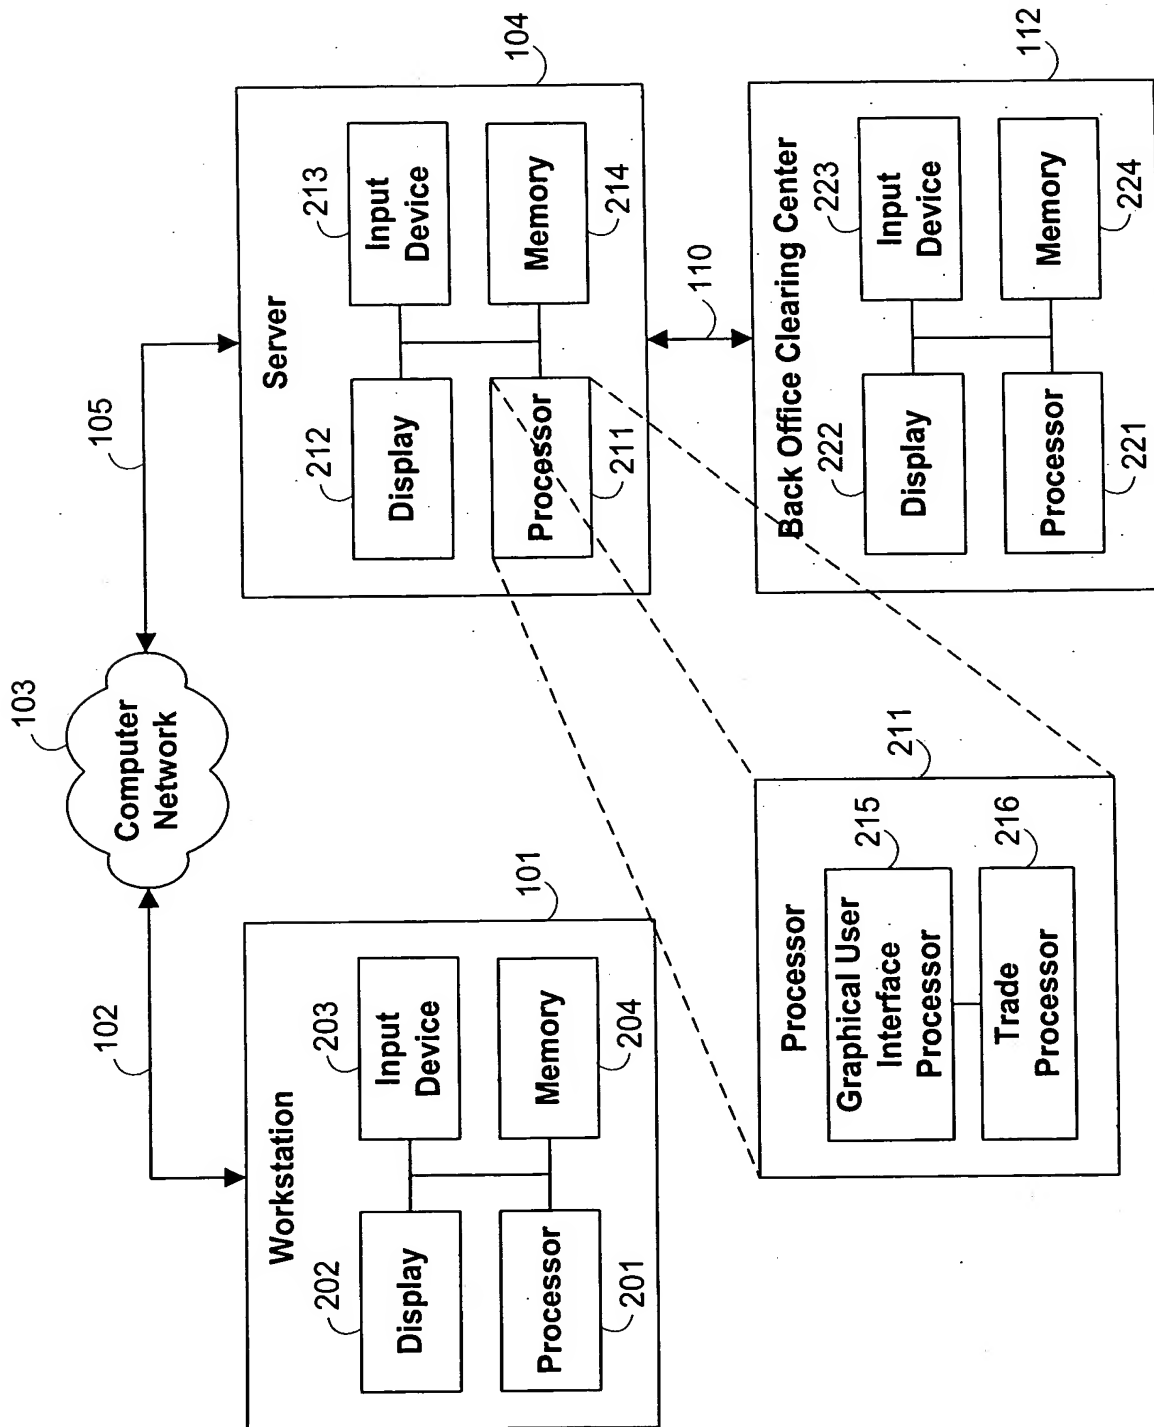 103
Computer
Network
102
105
Workstation
101
202
Display
203
Input
Device
Processor
201
Memory
204
Server
104
212
Display
213
Input
Device
Processor
211
Memory
214
110
Processor
211
Graphical User
Interface
Processor
215
Trade
Processor
216
Back Office Clearing Center
112
222
Display
223
Input
Device
Processor
221
Memory
224